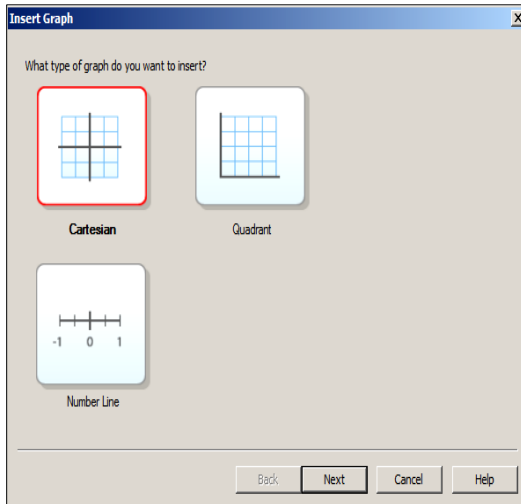 Insert Graph
X
What type of graph do you want to insert?
Cartesian
Quadrant
-1 0 1
Number Line
Back Next Cancel Help